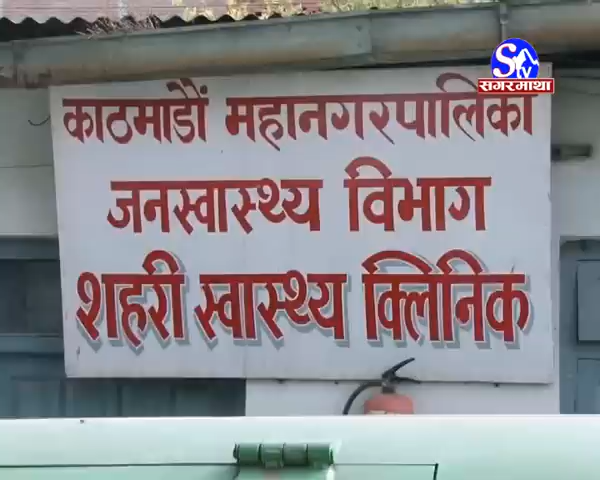 काठमाडौं महानगरपालिका
जनस्वास्थ्य विभाग
शहरी स्वास्थ्य क्लिनिक
STV
सगरमाथा